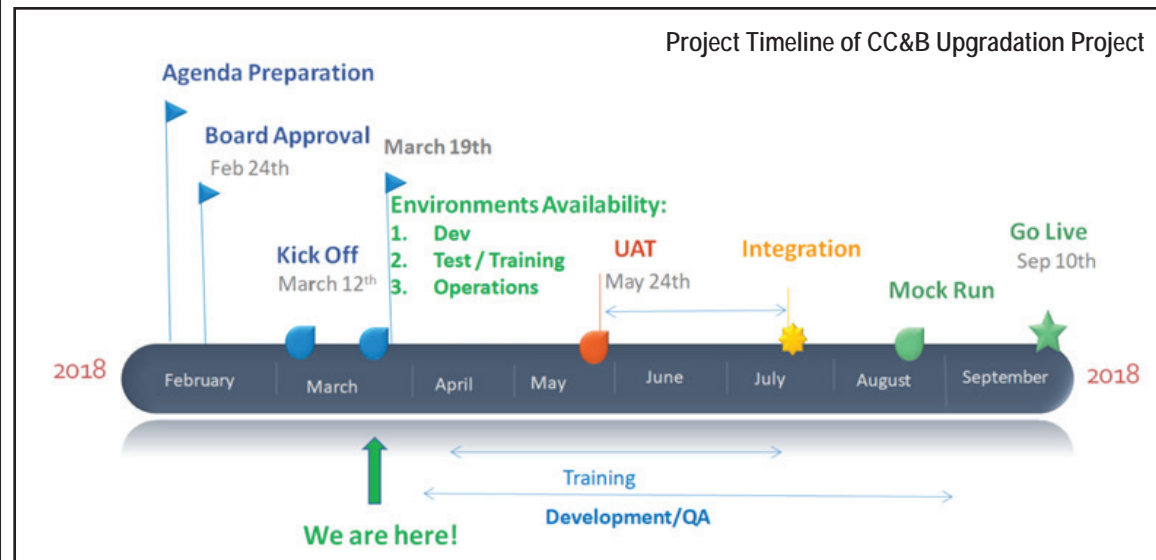 Project Timeline of CC&B Upgradation Project
Agenda Preparation
Board Approval
Feb 24th
March 19th
Environments Availability:
1. Dev
2. Test / Training
3. Operations
Kick Off
March 12th
UAT
May 24th
Integration
Mock Run
Go Live
Sep 10th
2018
February
March
April
May
June
July
August
September
2018
Training
Development/QA
We are here!